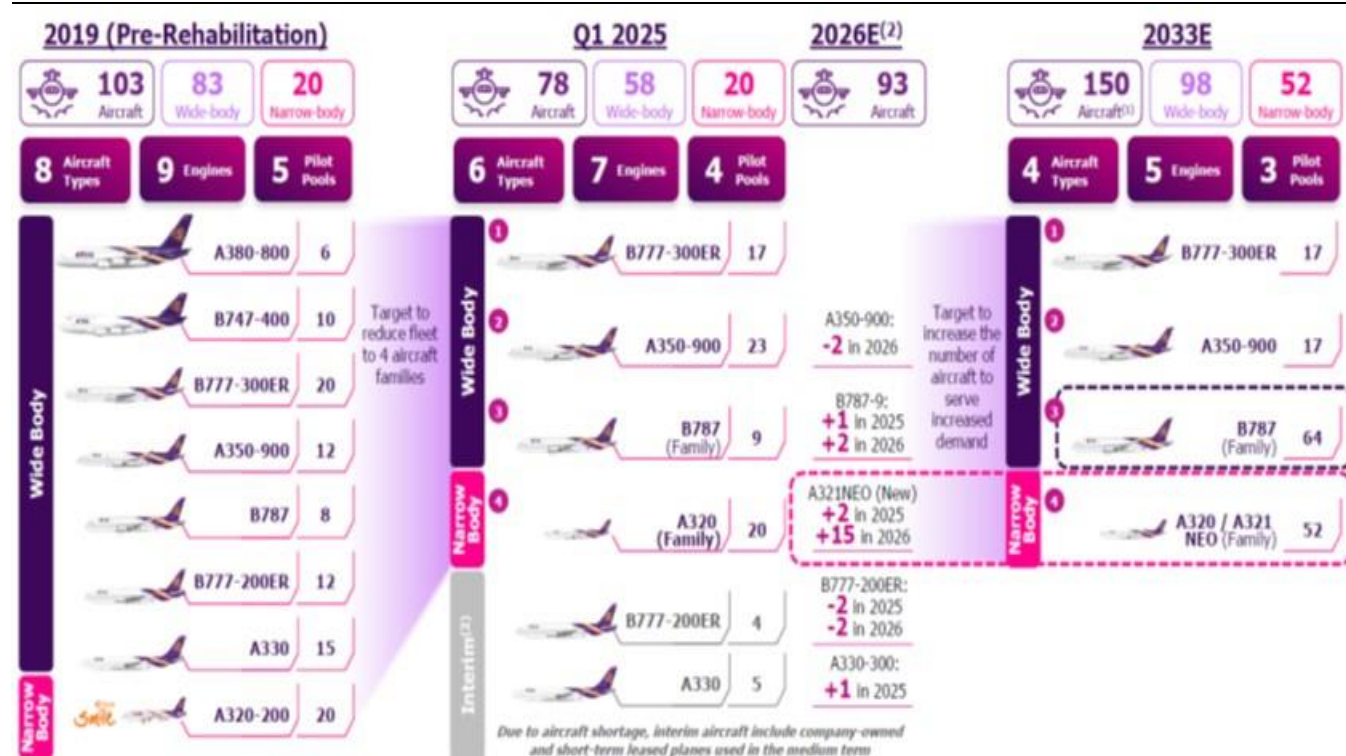 2019 (Pre-Rehabilitation)
103
Aircraft
83
Wide-body
20
Narrow-body
8 Aircraft Types
9 Engines
5 Pilot Pools
Wide Body
A380-800 6
B747-400 10
B777-300ER 20
A350-900 12
B787 8
B777-200ER 12
A330 15
Narrow Body
Smile
A320-200 20
Target to
reduce fleet
to 4 aircraft
families
Q1 2025
78
Aircraft
58
Wide-body
20
Narrow-body
6 Aircraft Types
7 Engines
4 Pilot Pools
Wide Body
1
B777-300ER 17
2
A350-900 23
3
B787
(Family) 9
Narrow Body
4
A320
(Family) 20
Interim(2)
B777-200ER 4
A330 5
Due to aircraft shortage, interim aircraft include company-owned
and short-term leased planes used in the medium term
2026E(2)
93
Aircraft
A350-900:
-2 in 2026
B787-9:
+1 in 2025
+2 in 2026
A321NEO (New)
+2 in 2025
+15 in 2026
B777-200ER:
-2 in 2025
-2 in 2026
A330-300:
+1 in 2025
Target to
increase the
number of
aircraft to
serve
increased
demand
2033E
150
Aircraft(1)
98
Wide-body
52
Narrow-body
4 Aircraft Types
5 Engines
3 Pilot Pools
Wide Body
1
B777-300ER 17
2
A350-900 17
3
B787
(Family) 64
Narrow Body
4
A320 / A321
NEO (Family) 52